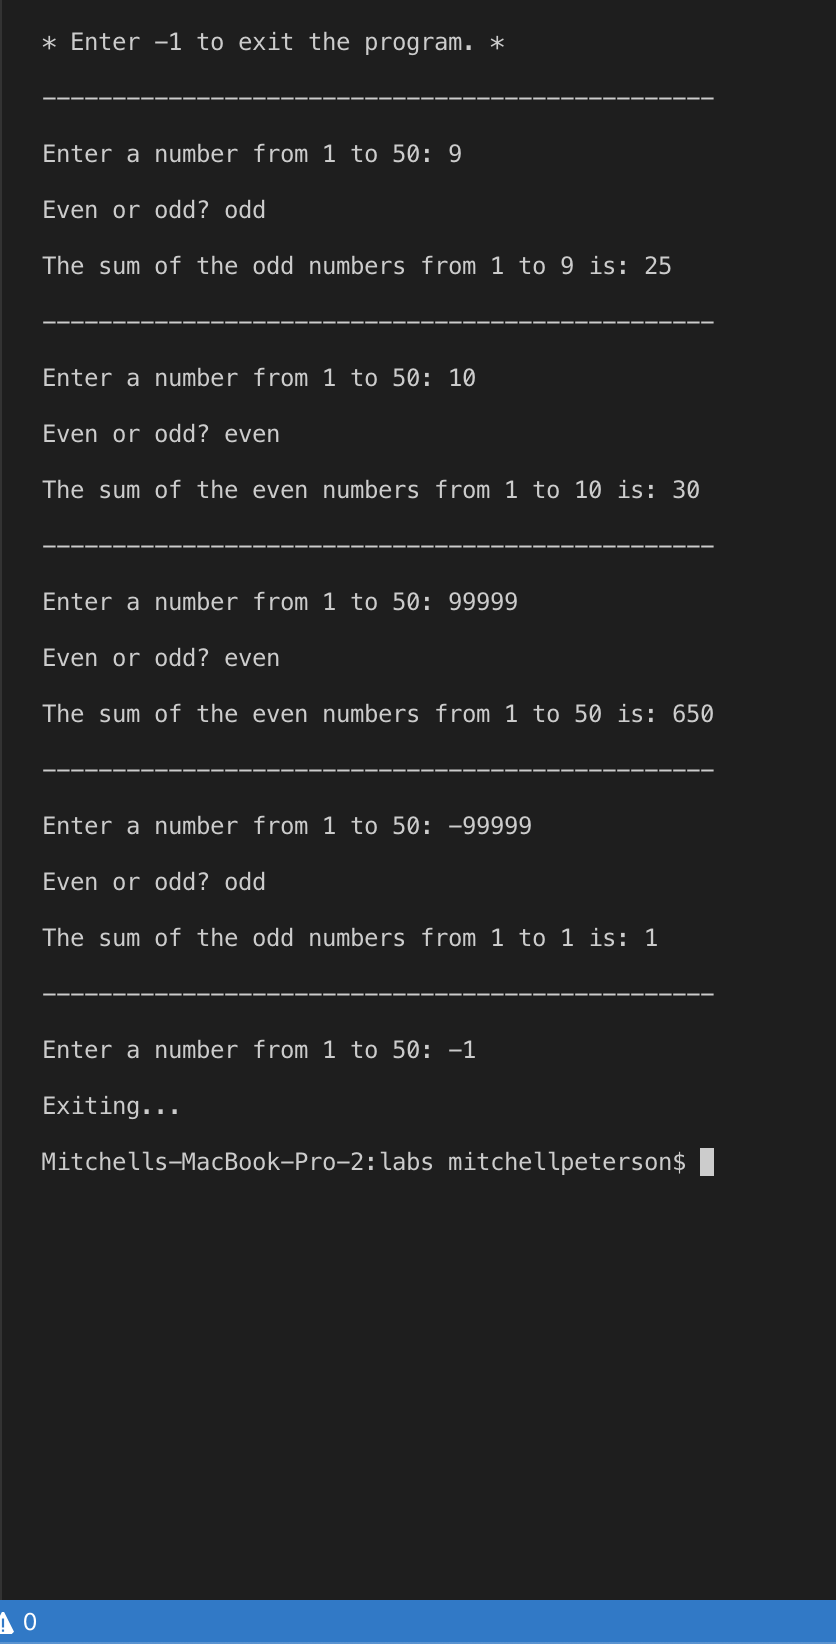 * Enter -1 to exit the program. *
------------------------------------------------
Enter a number from 1 to 50: 9
Even or odd? odd
The sum of the odd numbers from 1 to 9 is: 25
------------------------------------------------
Enter a number from 1 to 50: 10
Even or odd? even
The sum of the even numbers from 1 to 10 is: 30
------------------------------------------------
Enter a number from 1 to 50: 99999
Even or odd? even
The sum of the even numbers from 1 to 50 is: 650
------------------------------------------------
Enter a number from 1 to 50: -99999
Even or odd? odd
The sum of the odd numbers from 1 to 1 is: 1
------------------------------------------------
Enter a number from 1 to 50: -1
Exiting...
Mitchells-MacBook-Pro-2:labs mitchellpeterson$
0